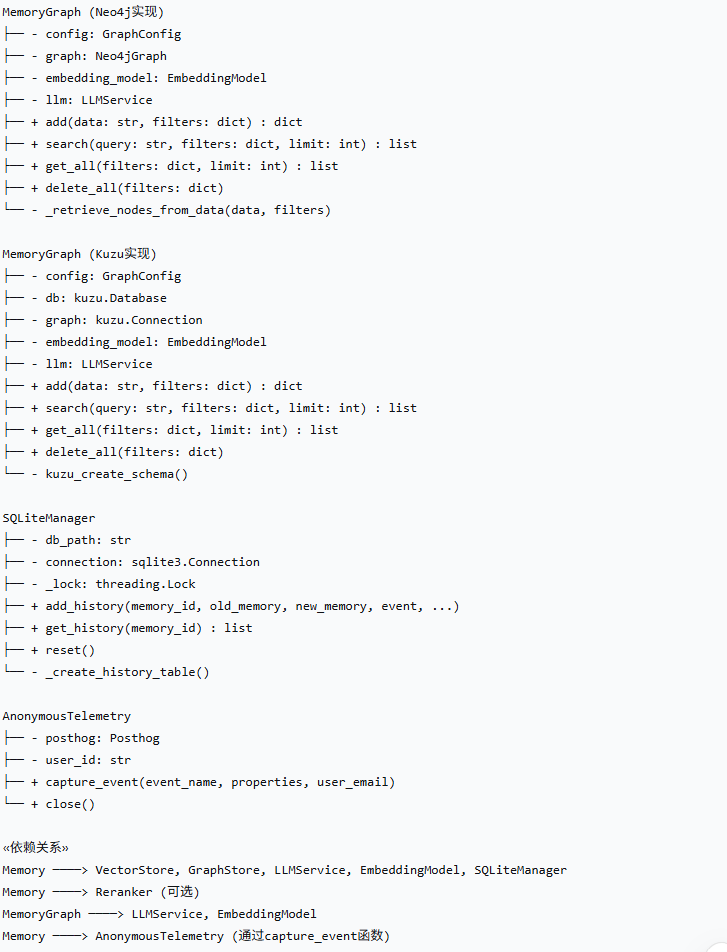 MemoryGraph (Neo4j实现)
├── - config: GraphConfig
├── - graph: Neo4jGraph
├── - embedding_model: EmbeddingModel
├── - llm: LLMService
├── + add(data: str, filters: dict) : dict
├── + search(query: str, filters: dict, limit: int) : list
├── + get_all(filters: dict, limit: int) : list
├── + delete_all(filters: dict)
└── - _retrieve_nodes_from_data(data, filters)

MemoryGraph (Kuzu实现)
├── - config: GraphConfig
├── - db: kuzu.Database
├── - graph: kuzu.Connection
├── - embedding_model: EmbeddingModel
├── - llm: LLMService
├── + add(data: str, filters: dict) : dict
├── + search(query: str, filters: dict, limit: int) : list
├── + get_all(filters: dict, limit: int) : list
├── + delete_all(filters: dict)
└── - kuzu_create_schema()

SQLiteManager
├── - db_path: str
├── - connection: sqlite3.Connection
├── - _lock: threading.Lock
├── + add_history(memory_id, old_memory, new_memory, event, ...)
├── + get_history(memory_id) : list
├── + reset()
└── - _create_history_table()

AnonymousTelemetry
├── - posthog: Posthog
├── - user_id: str
├── + capture_event(event_name, properties, user_email)
└── + close()

«依赖关系»
Memory ────> VectorStore, GraphStore, LLMService, EmbeddingModel, SQLiteManager
Memory ────> Reranker (可选)
MemoryGraph ────> LLMService, EmbeddingModel
Memory ────> AnonymousTelemetry (通过capture_event函数)